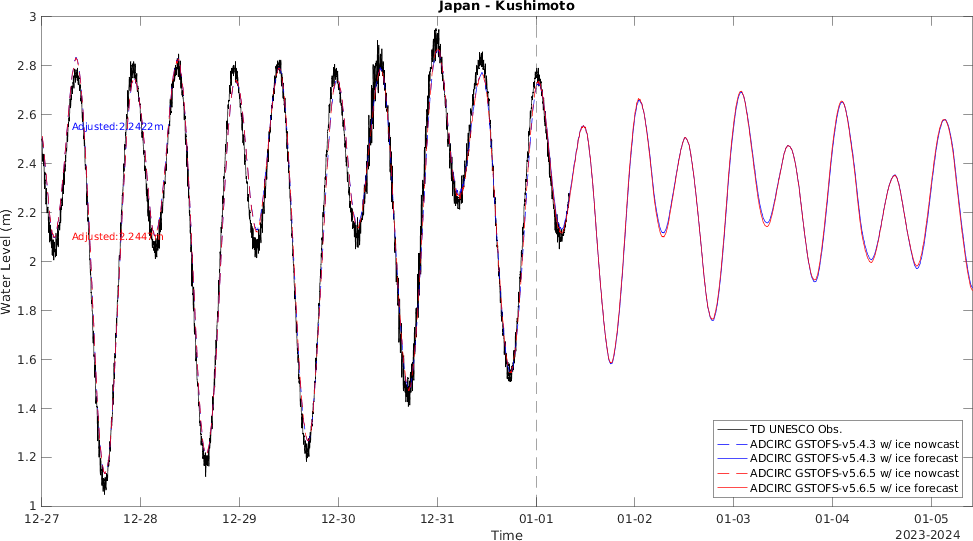 Japan - Kushimoto
Water Level (m)
3
2.8
2.6
2.4
2.2
2
1.8
1.6
1.4
1.2
1
Adjusted:2.2422m
TD UNESCO Obs.
ADCIRC GSTOFS-v5.4.3 w/ ice nowcast
ADCIRC GSTOFS-v5.4.3 w/ ice forecast
ADCIRC GSTOFS-v5.6.5 w/ ice nowcast
ADCIRC GSTOFS-v5.6.5 w/ ice forecast
12-27 12-28 12-29 12-30 12-31 01-01 01-02 01-03 01-04 01-05
Time
2023-2024